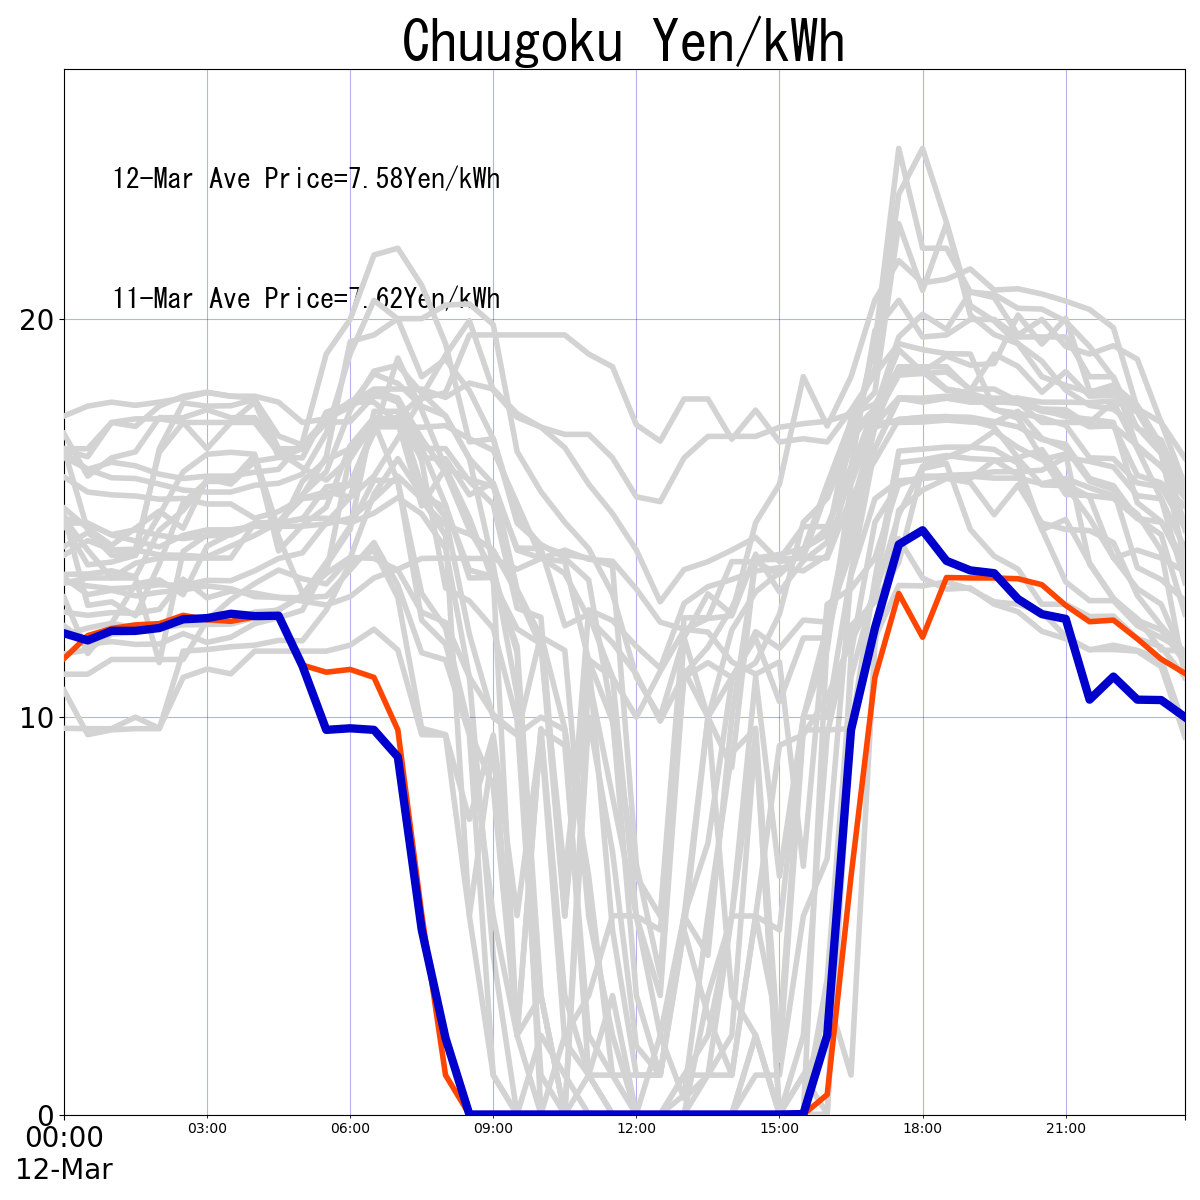 Chuugoku Yen/kWh
12-Mar Ave Price=7.58Yen/kWh
11-Mar Ave Price=7.62Yen/kWh
20
10
0
00:00 03:00 06:00 09:00 12:00 15:00 18:00 21:00
12-Mar